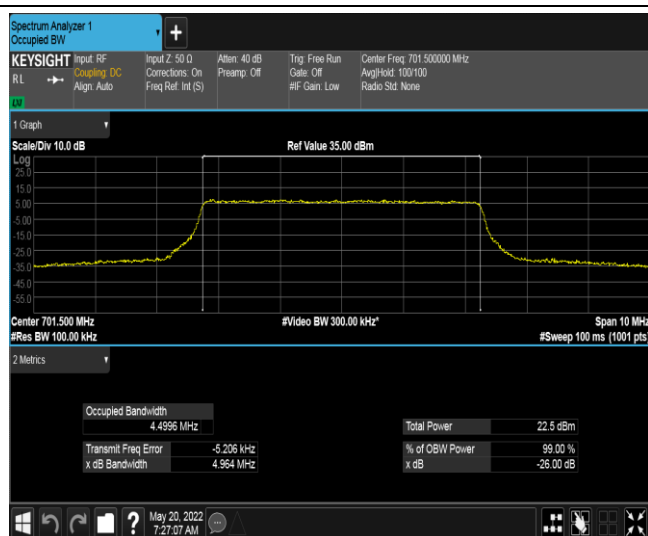 Spectrum Analyzer 1
Occupied BW
KEYSIGHT
RL
LM
Input: RF
Coupling: DC
Align: Auto
Input Z: 50 Ω
Corrections: On
Freq Ref: Int (S)
Atten: 40 dB
Preamp: Off
Trig: Free Run
Gate: Off
#IF Gain: Low
Center Freq: 701.500000 MHz
Avg|Hold: 100/100
Radio Std: None
1 Graph
Scale/Div 10.0 dB
Ref Value 35.00 dBm
Log
25.0
15.0
5.00
-5.00
-15.0
-25.0
-35.0
-45.0
-55.0
Center 701.500 MHz
#Video BW 300.00 kHz*
Span 10 MHz
#Res BW 100.00 kHz
#Sweep 100 ms (1001 pts)
2 Metrics
Occupied Bandwidth
4.4996 MHz
Total Power 22.5 dBm
Transmit Freq Error -5.206 kHz
% of OBW Power 99.00 %
x dB Bandwidth 4.964 MHz
x dB -26.00 dB
?
May 20, 2022
7:27:07 AM